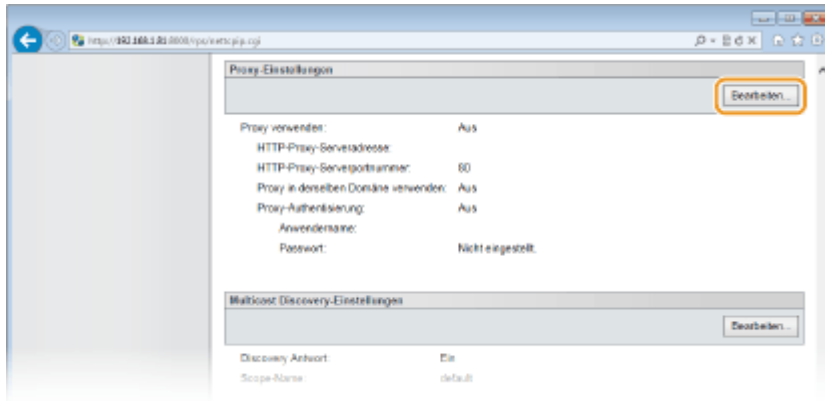 Proxy-Einstellungen
Bearbeiten...
Proxy verwenden: Aus
HTTP-Proxy-Serveradresse:
HTTP-Proxy-Serverportnummer: 80
Proxy in derselben Domäne verwenden: Aus
Proxy-Authentisierung: Aus
Anwendername:
Passwort: Nicht eingestellt.
Multicast Discovery-Einstellungen
Bearbeiten...
Discovery Antwort: Ein
Scope-Name: default